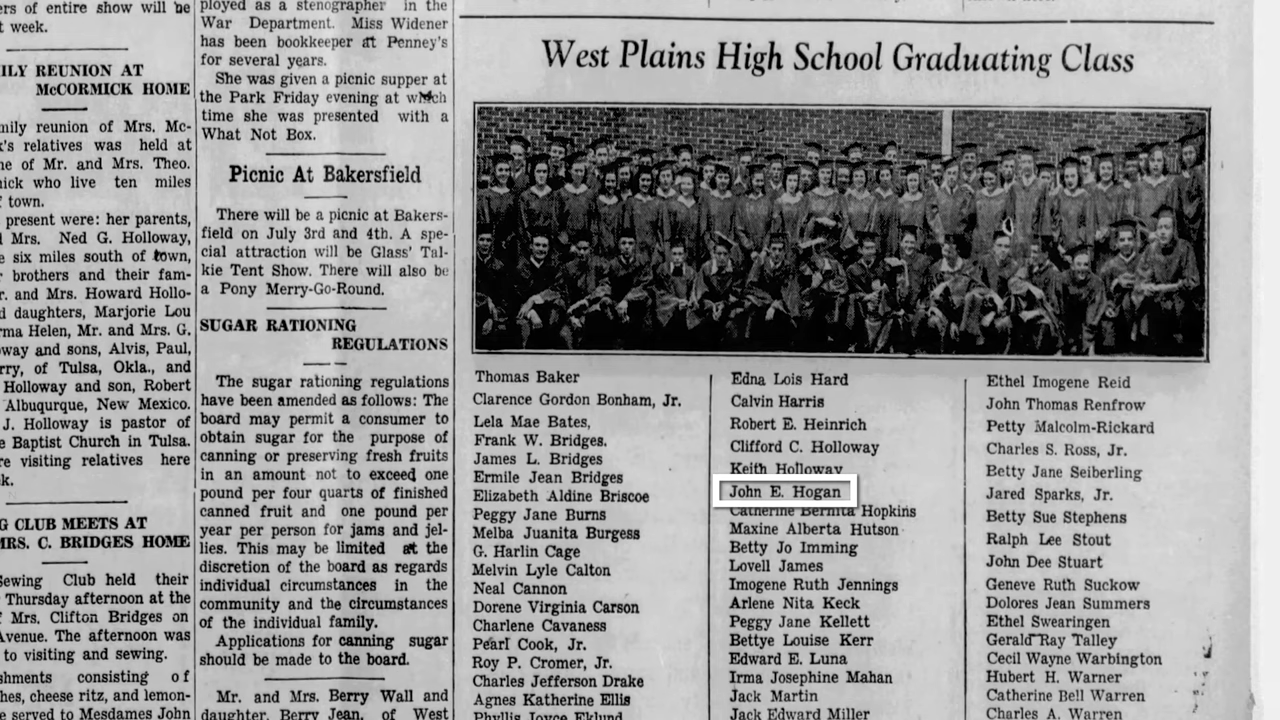 ers of entire show will be
t week.
ILY REUNION AT
McCORMICK HOME
mily reunion of Mrs. Mc-
k's relatives was held at
ne of Mr. and Mrs. Theo.
nick who live ten miles
f town.
present were: her parents,
d Mrs. Ned G. Holloway,
e six miles south of town,
r brothers and their fam-
r. and Mrs. Howard Hollo-
d daughters, Marjorie Lou
rma Helen, Mr. and Mrs. G.
oway and sons, Alvis, Paul,
rry, of Tulsa, Okla., and
Holloway and son, Robert
Albuqurque, New Mexico.
J. Holloway is pastor of
e Baptist Church in Tulsa.
re visiting relatives here
k.
G CLUB MEETS AT
MRS. C. BRIDGES HOME
Sewing Club held their
Thursday afternoon at the
f Mrs. Clifton Bridges on
Avenue. The afternoon was
to visiting and sewing.
shments consisting of
hes, cheese ritz, and lemon-
e served to Mesdames John
ployed as a stenographer in the
War Department. Miss Widener
has been bookkeeper at Penney's
for several years.
She was given a picnic supper at
the Park Friday evening at which
time she was presented with a
What Not Box.
Picnic At Bakersfield
There will be a picnic at Bakers-
field on July 3rd and 4th. A spe-
cial attraction will be Glass' Tal-
kie Tent Show. There will also be
a Pony Merry-Go-Round.
SUGAR RATIONING
REGULATIONS
The sugar rationing regulations
have been amended as follows: The
board may permit a consumer to
obtain sugar for the purpose of
canning or preserving fresh fruits
in an amount not to exceed one
pound per four quarts of finished
canned fruit and one pound per
year per person for jams and jel-
lies. This may be limited at the
discretion of the board as regards
individual circumstances in the
community and the circumstances
of the individual family.
Applications for canning sugar
should be made to the board.
Mr. and Mrs. Berry Wall and
daughter, Berry Jean, of West
West Plains High School Graduating Class
Thomas Baker
Clarence Gordon Bonham, Jr.
Lela Mae Bates,
Frank W. Bridges.
James L. Bridges
Ermile Jean Bridges
Elizabeth Aldine Briscoe
Peggy Jane Burns
Melba Juanita Burgess
G. Harlin Cage
Melvin Lyle Calton
Neal Cannon
Dorene Virginia Carson
Charlene Cavaness
Pearl Cook, Jr.
Roy P. Cromer, Jr.
Charles Jefferson Drake
Agnes Katherine Ellis
Phyllis Joyce Eklund
Edna Lois Hard
Calvin Harris
Robert E. Heinrich
Clifford C. Holloway
Keith Holloway
John E. Hogan
Catherine Bernita Hopkins
Maxine Alberta Hutson
Betty Jo Imming
Lovell James
Imogene Ruth Jennings
Arlene Nita Keck
Peggy Jane Kellett
Bettye Louise Kerr
Edward E. Luna
Irma Josephine Mahan
Jack Martin
Jack Edward Miller
Ethel Imogene Reid
John Thomas Renfrow
Petty Malcolm-Rickard
Charles S. Ross, Jr.
Betty Jane Seiberling
Jared Sparks, Jr.
Betty Sue Stephens
Ralph Lee Stout
John Dee Stuart
Geneve Ruth Suckow
Dolores Jean Summers
Ethel Swearingen
Gerald Ray Talley
Cecil Wayne Warbington
Hubert H. Warner
Catherine Bell Warren
Charles A. Warren